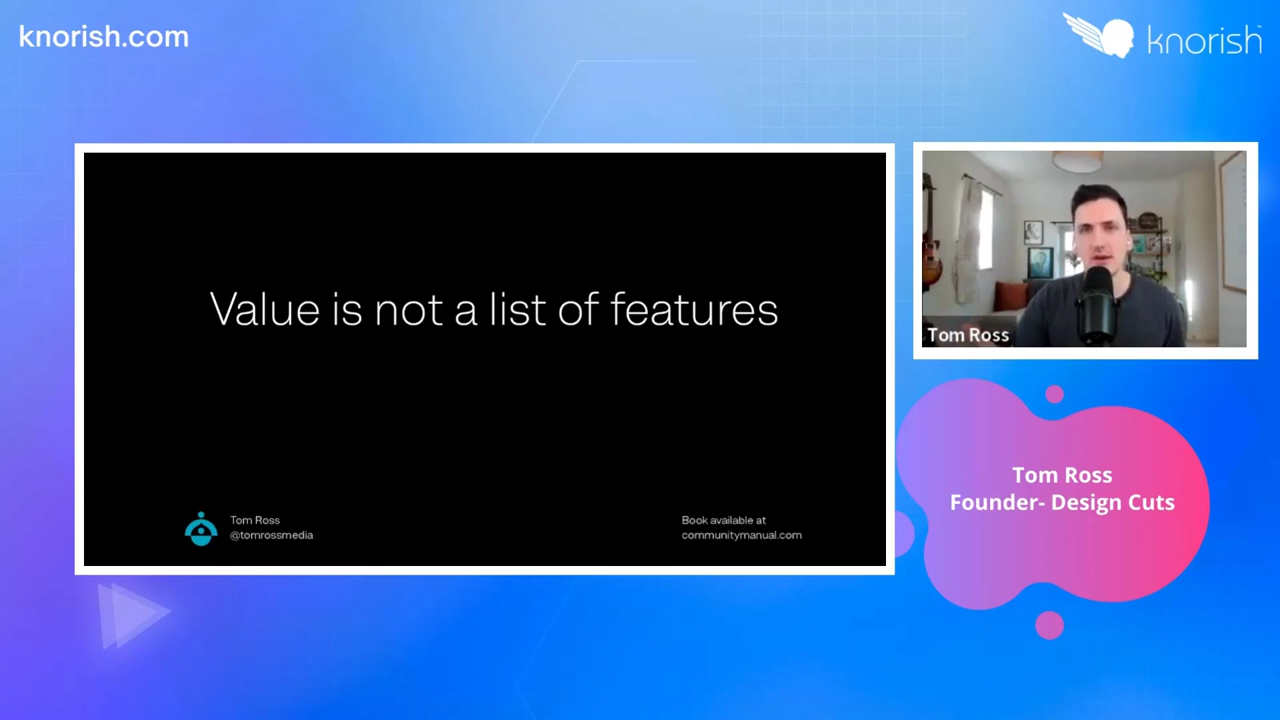 knorish.com
knorish
Value is not a list of features
Tom Ross
@tomrossmedia
Book available at
communitymanual.com
Tom Ross
Tom Ross
Founder- Design Cuts